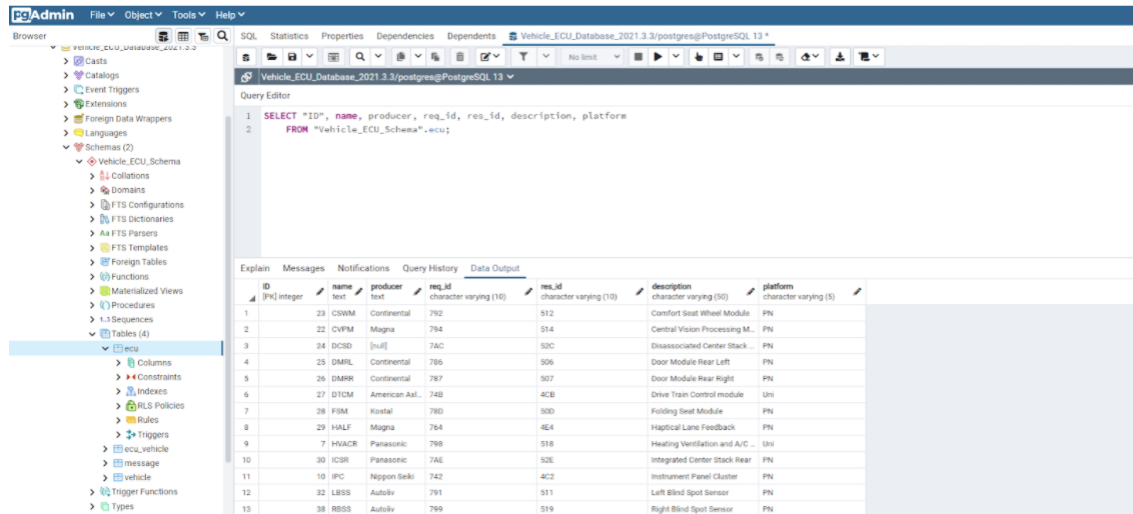 pgAdmin File Object Tools Help
Browser SQL Statistics Properties Dependencies Dependents Vehicle_ECU_Database_2021.3.3/postgres@PostgreSQL 13 *
Vehicle_ECU_Database_2021.3.3
Casts
Catalogs
Event Triggers
Extensions
Foreign Data Wrappers
Languages
Schemas (2)
Vehicle_ECU_Schema
Collations
Domains
FTS Configurations
FTS Dictionaries
Aa FTS Parsers
FTS Templates
Foreign Tables
Functions
Materialized Views
Procedures
1..3 Sequences
Tables (4)
ecu
Columns
Constraints
Indexes
RLS Policies
Rules
Triggers
ecu_vehicle
message
vehicle
Trigger Functions
Types
No limit
Vehicle_ECU_Database_2021.3.3/postgres@PostgreSQL 13
Query Editor
1 SELECT "ID", name, producer, req_id, res_id, description, platform
2 FROM "Vehicle_ECU_Schema".ecu;
Explain Messages Notifications Query History Data Output
ID name producer req_id res_id description platform
[PK] integer text text character varying (10) character varying (10) character varying (50) character varying (5)
1 23 CSWM Continental 792 512 Comfort Seat Wheel Module PN
2 22 CVPM Magna 794 514 Central Vision Processing M... PN
3 24 DCSD [null] 7AC 52C Disassociated Center Stack ... PN
4 25 DMRL Continental 786 506 Door Module Rear Left PN
5 26 DMRR Continental 787 507 Door Module Rear Right PN
6 27 DTCM American Axl... 74B 4CB Drive Train Control module Uni
7 28 FSM Kostal 78D 50D Folding Seat Module PN
8 29 HALF Magna 764 4E4 Haptical Lane Feedback PN
9 7 HVACR Panasonic 798 518 Heating Ventilation and A/C ... Uni
10 30 ICSR Panasonic 7AE 52E Integrated Center Stack Rear PN
11 10 IPC Nippon Seiki 742 4C2 Instrument Panel Cluster PN
12 32 LBSS Autoliv 791 511 Left Blind Spot Sensor PN
13 38 RBSS Autoliv 799 519 Right Blind Spot Sensor PN